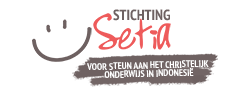 STICHTING
Setia
VOOR STEUN AAN HET CHRISTELIJK
ONDERWIJS IN INDONESIË